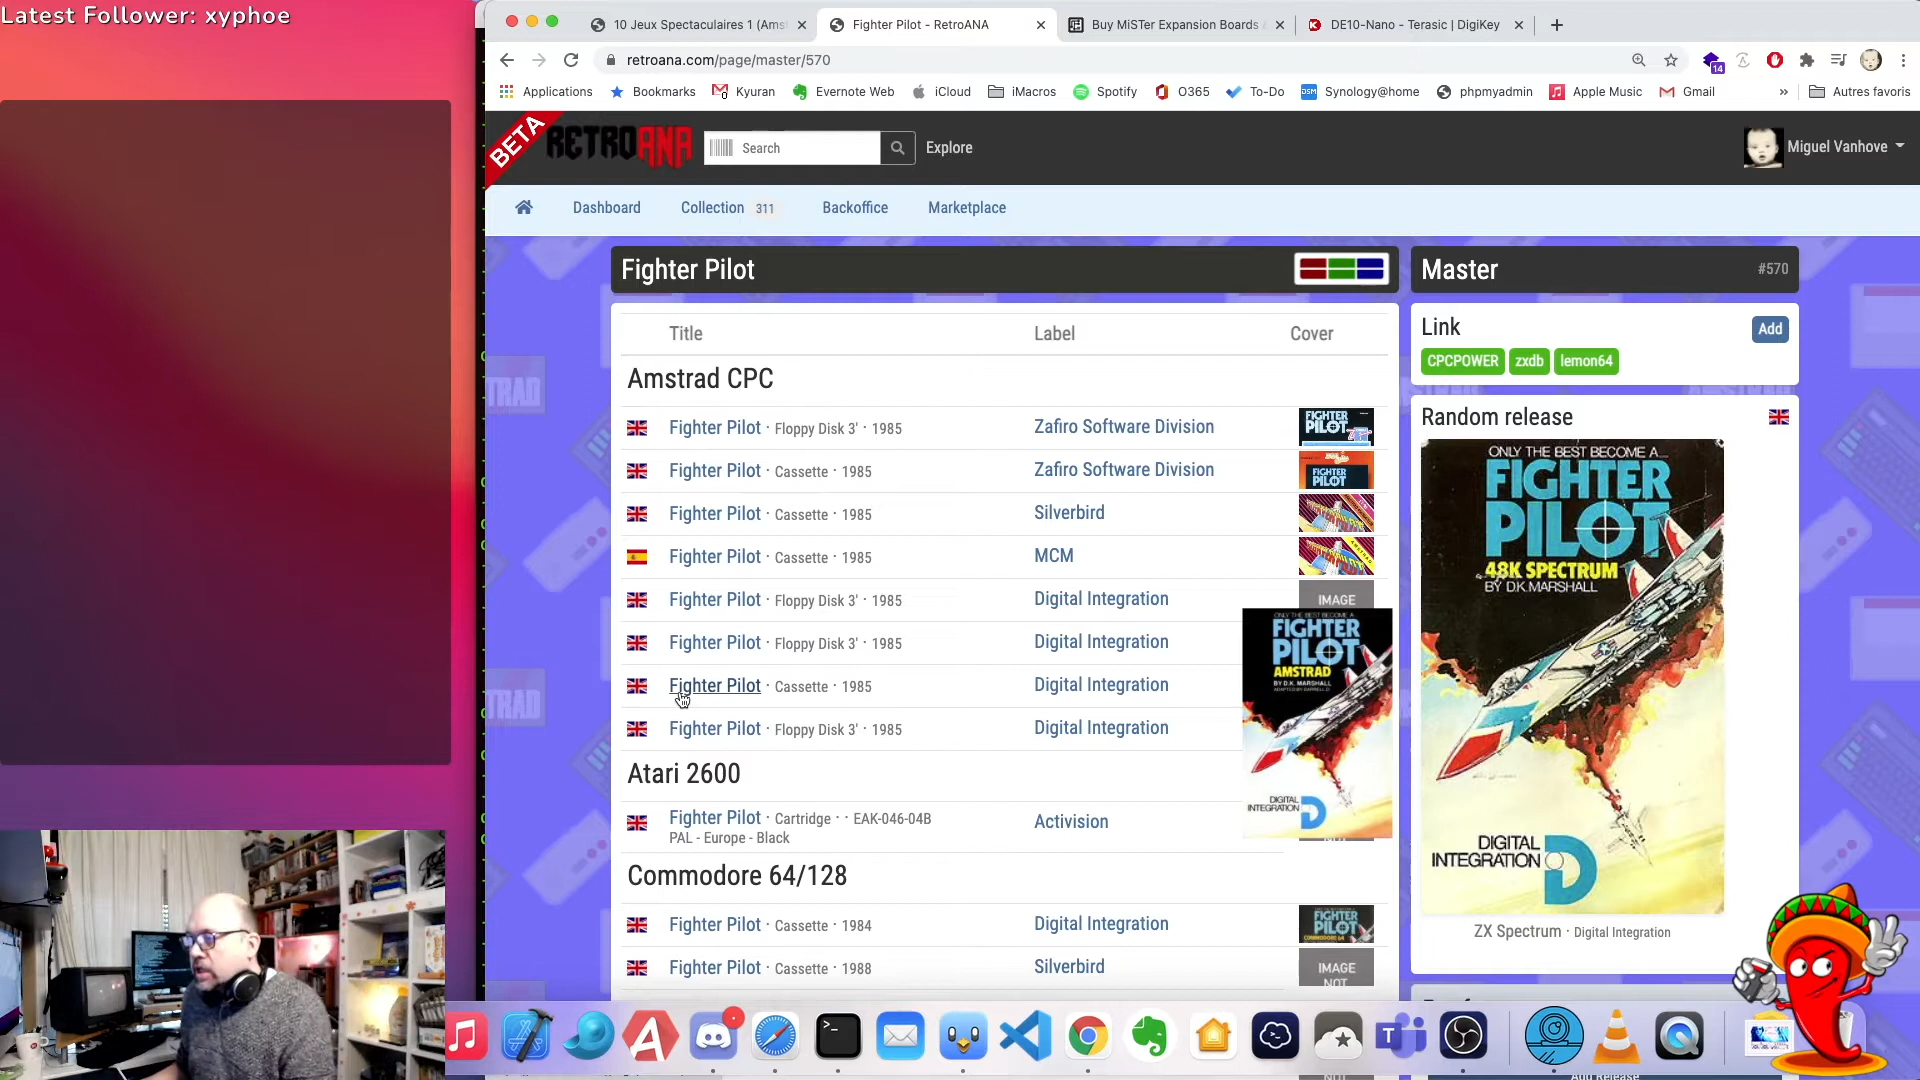 Latest Follower: xyphoe
10 Jeux Spectaculaires 1 (Ams
Fighter Pilot - RetroANA
Buy MiSTer Expansion Boards
DE10-Nano - Terasic | DigiKey
retroana.com/page/master/570
14
Applications
Bookmarks
Kyuran
Evernote Web
iCloud
iMacros
Spotify
O365
To-Do
Synology@home
phpmyadmin
Apple Music
Gmail
»
Autres favoris
BETA
RETROANA
Search
Explore
Miguel Vanhove
Dashboard
Collection 311
Backoffice
Marketplace
Fighter Pilot
Title
Label
Cover
Amstrad CPC
Fighter Pilot · Floppy Disk 3' · 1985
Zafiro Software Division
Fighter Pilot · Cassette · 1985
Zafiro Software Division
Fighter Pilot · Cassette · 1985
Silverbird
Fighter Pilot · Cassette · 1985
MCM
Fighter Pilot · Floppy Disk 3' · 1985
Digital Integration
IMAGE
Fighter Pilot · Floppy Disk 3' · 1985
Digital Integration
Fighter Pilot · Cassette · 1985
Digital Integration
Fighter Pilot · Floppy Disk 3' · 1985
Digital Integration
FIGHTER
PILOT
AMSTRAD
BY D.K. MARSHALL
DIGITAL
INTEGRATION
Atari 2600
Fighter Pilot · Cartridge · · EAK-046-04B
PAL - Europe - Black
Activision
Commodore 64/128
Fighter Pilot · Cassette · 1984
Digital Integration
Fighter Pilot · Cassette · 1988
Silverbird
IMAGE
NOT
Master
#570
Link
Add
CPCPOWER
zxdb
lemon64
Random release
ONLY THE BEST BECOME A...
FIGHTER
PILOT
48K SPECTRUM
BY D.K.MARSHALL
DIGITAL
INTEGRATION
ZX Spectrum · Digital Integration
Add Release